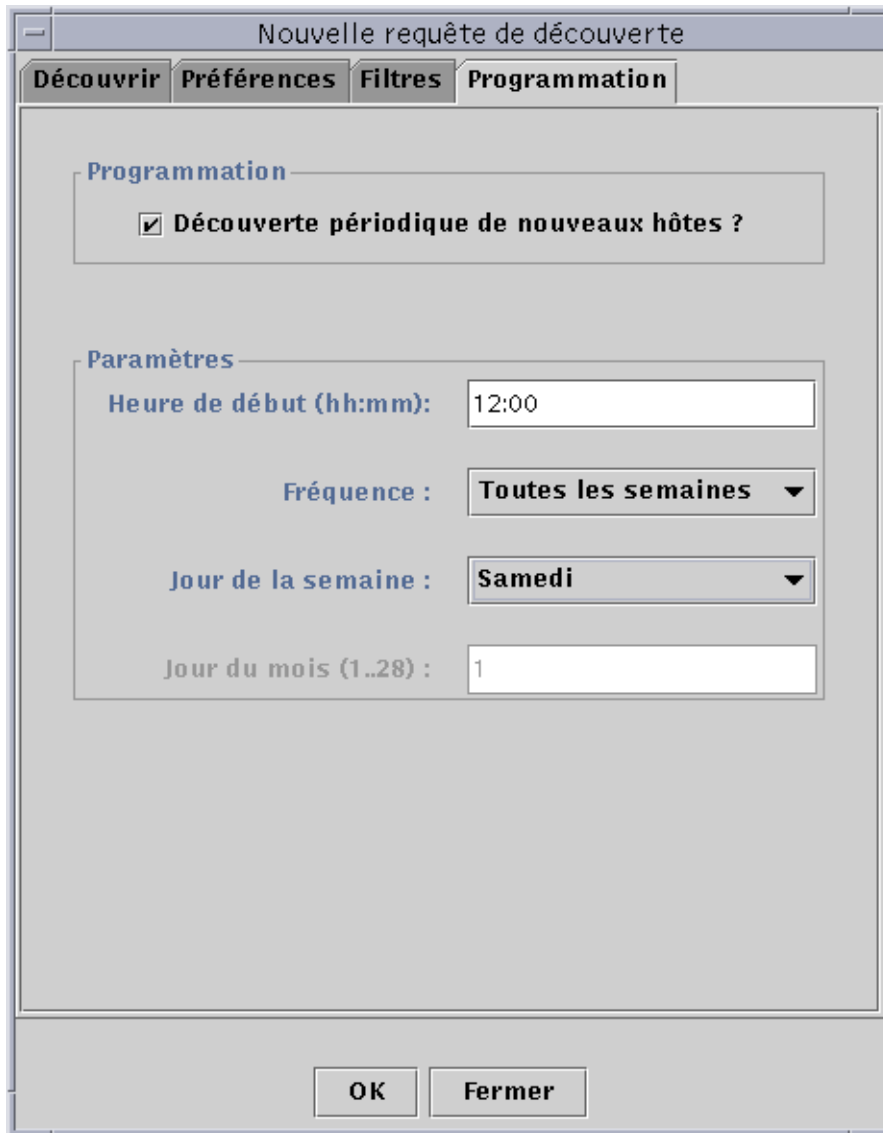 Nouvelle requête de découverte
Découvrir Préférences Filtres Programmation
Programmation
Découverte périodique de nouveaux hôtes ?
Paramètres
Heure de début (hh:mm): 12:00
Fréquence : Toutes les semaines
Jour de la semaine : Samedi
Jour du mois (1..28) : 1
OK Fermer